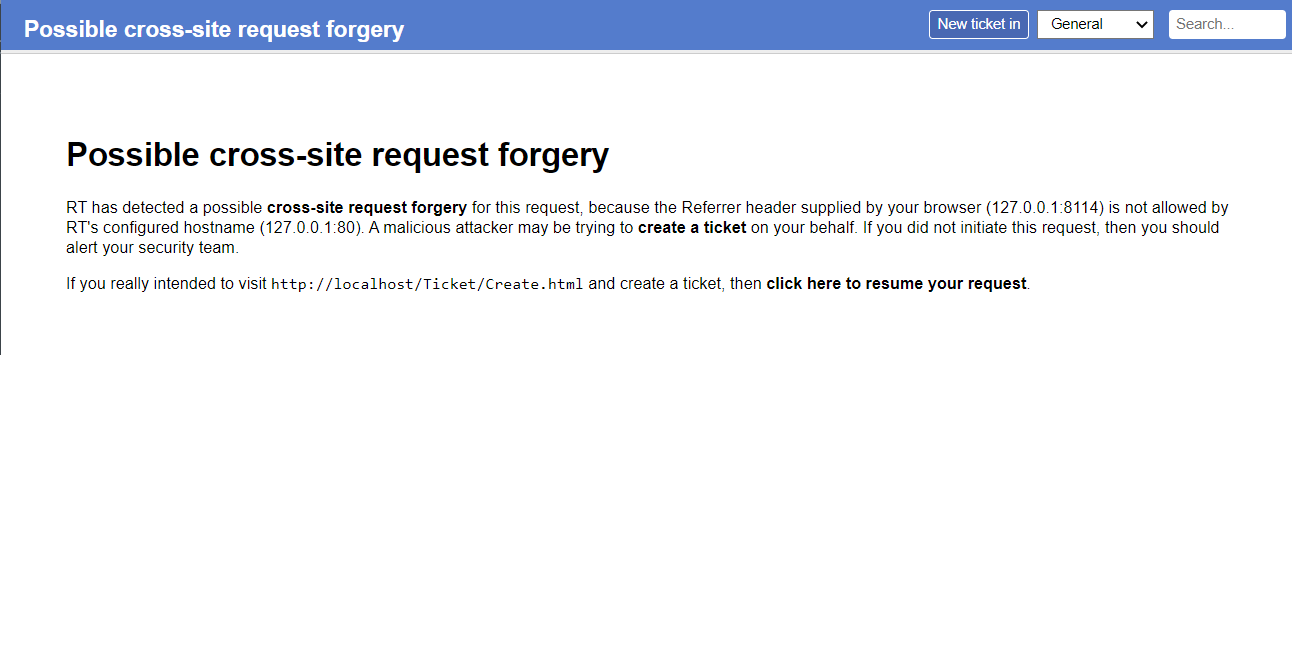 Possible cross-site request forgery
New ticket in
General
Search...
Possible cross-site request forgery
RT has detected a possible cross-site request forgery for this request, because the Referrer header supplied by your browser (127.0.0.1:8114) is not allowed by
RT's configured hostname (127.0.0.1:80). A malicious attacker may be trying to create a ticket on your behalf. If you did not initiate this request, then you should
alert your security team.
If you really intended to visit http://localhost/Ticket/Create.html and create a ticket, then click here to resume your request.